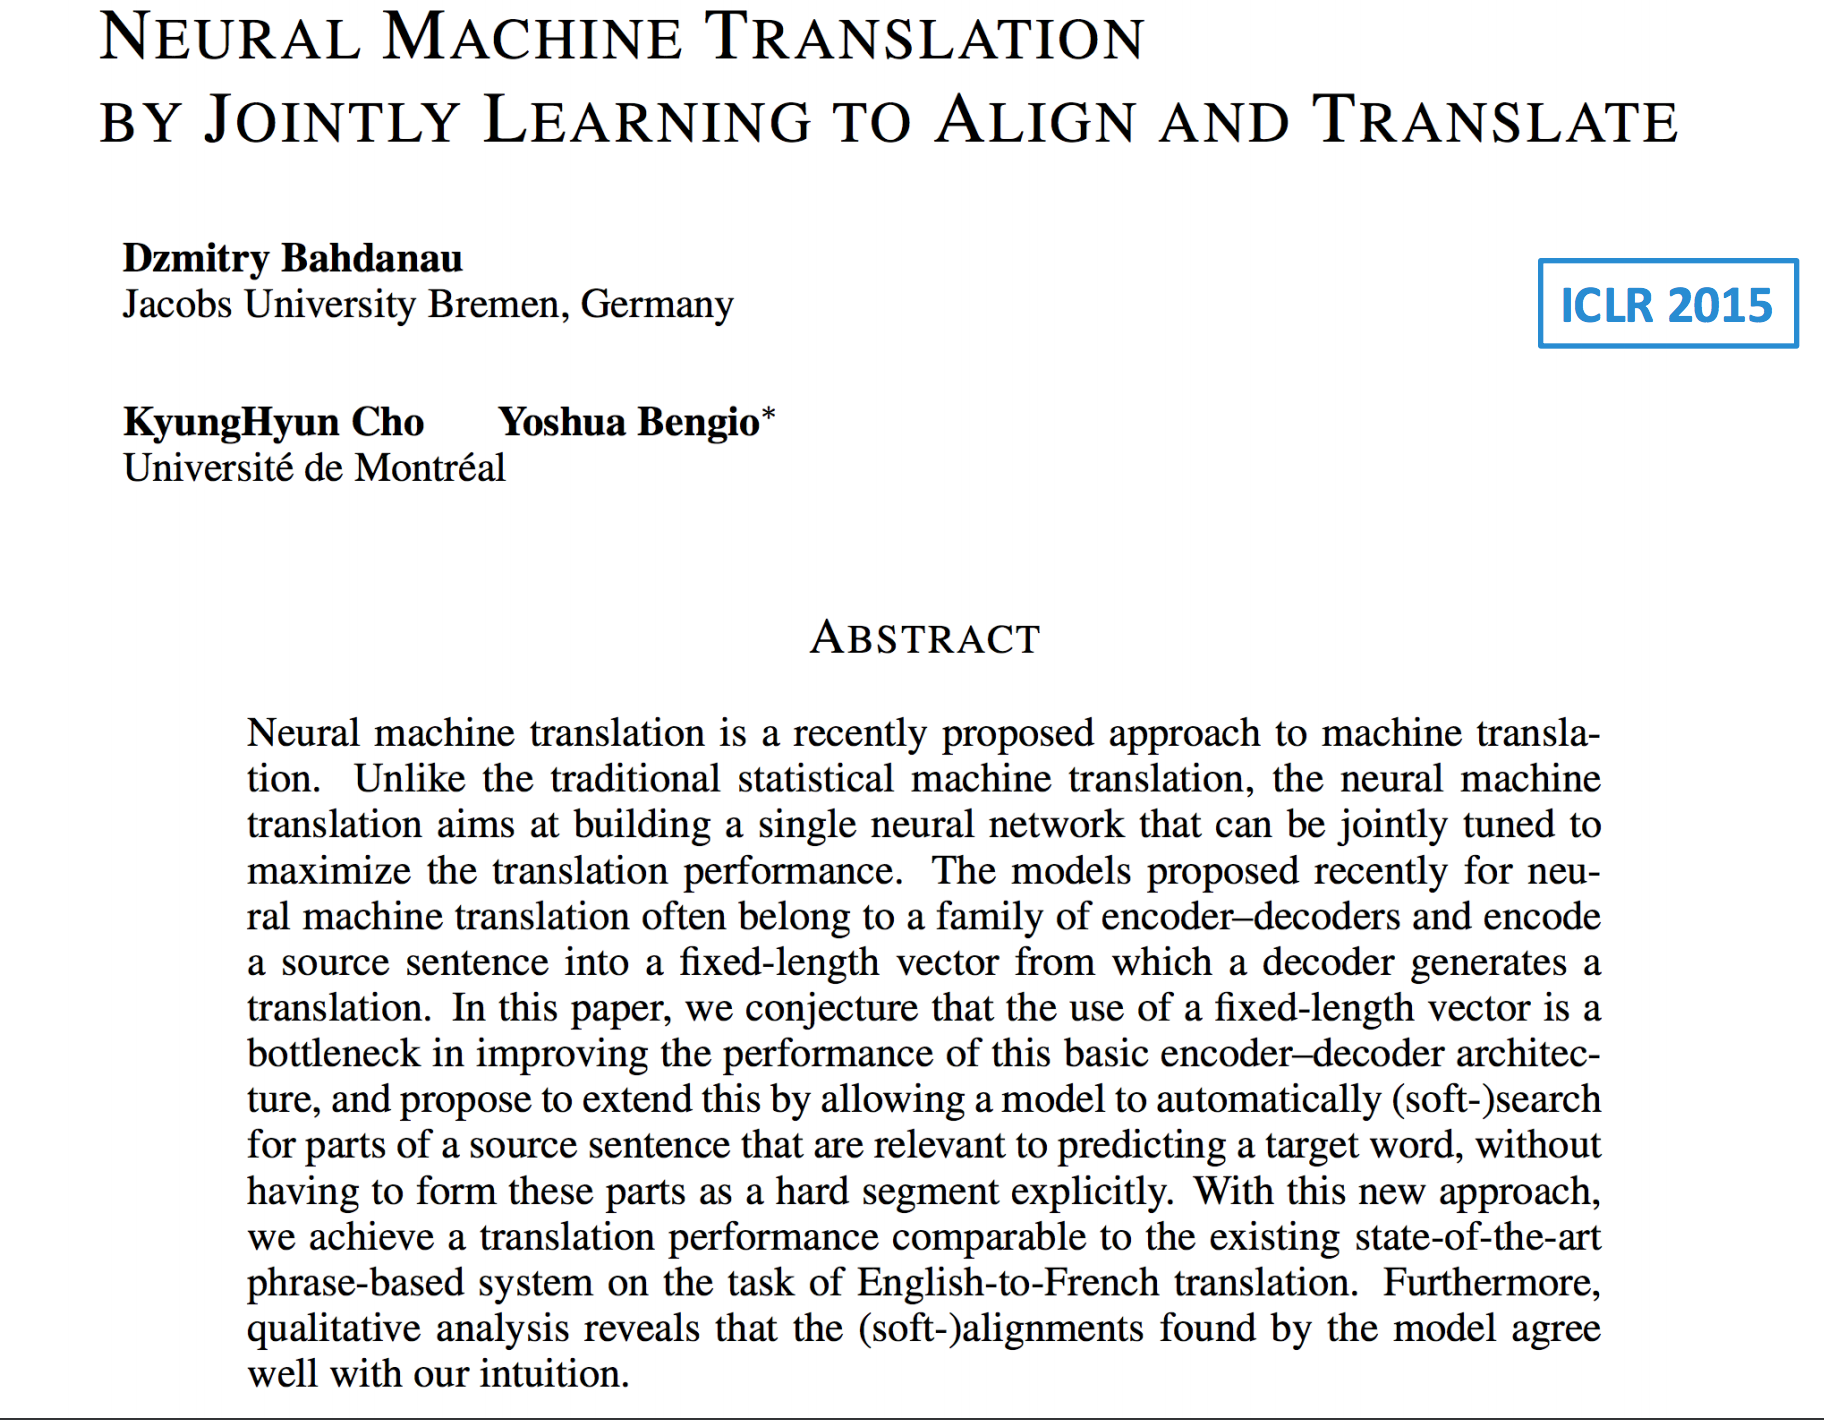 NEURAL MACHINE TRANSLATION
BY JOINTLY LEARNING TO ALIGN AND TRANSLATE
Dzmitry Bahdanau
Jacobs University Bremen, Germany
ICLR 2015
KyungHyun Cho Yoshua Bengio*
Université de Montréal
ABSTRACT
Neural machine translation is a recently proposed approach to machine transla-
tion. Unlike the traditional statistical machine translation, the neural machine
translation aims at building a single neural network that can be jointly tuned to
maximize the translation performance. The models proposed recently for neu-
ral machine translation often belong to a family of encoder–decoders and encode
a source sentence into a fixed-length vector from which a decoder generates a
translation. In this paper, we conjecture that the use of a fixed-length vector is a
bottleneck in improving the performance of this basic encoder–decoder architec-
ture, and propose to extend this by allowing a model to automatically (soft-)search
for parts of a source sentence that are relevant to predicting a target word, without
having to form these parts as a hard segment explicitly. With this new approach,
we achieve a translation performance comparable to the existing state-of-the-art
phrase-based system on the task of English-to-French translation. Furthermore,
qualitative analysis reveals that the (soft-)alignments found by the model agree
well with our intuition.